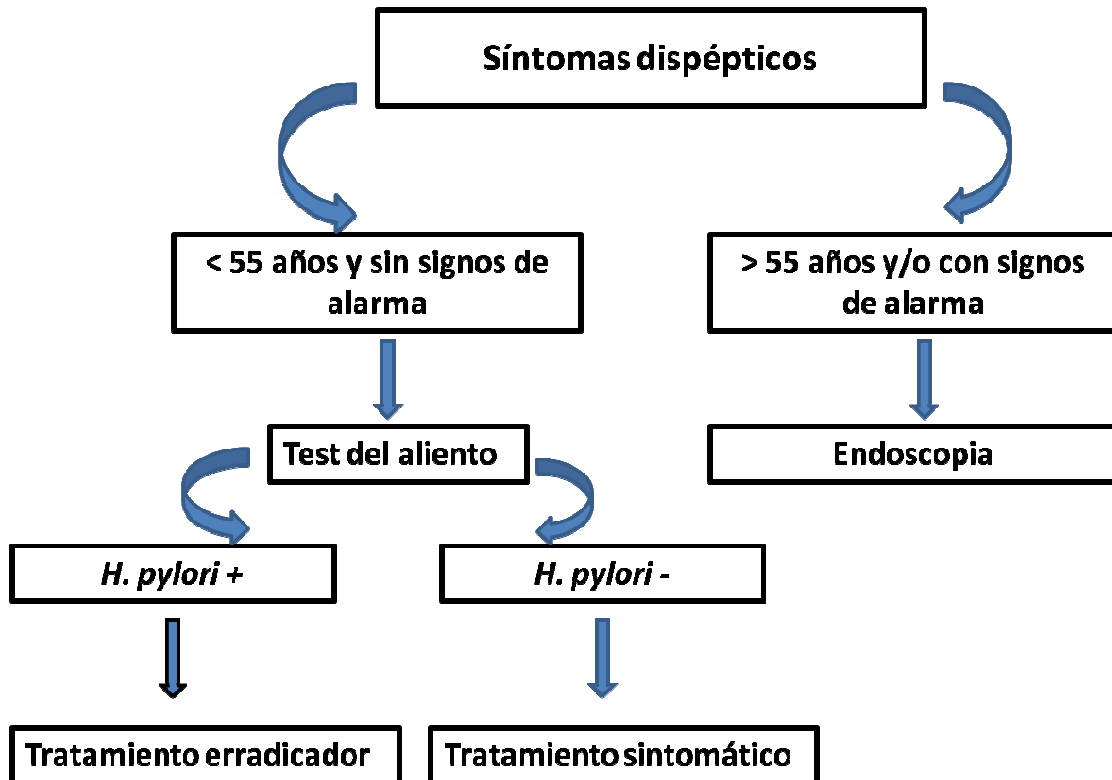 Síntomas dispépticos
< 55 años y sin signos de
alarma
> 55 años y/o con signos
de alarma
Test del aliento
Endoscopia
H. pylori +
H. pylori -
Tratamiento erradicador
Tratamiento sintomático